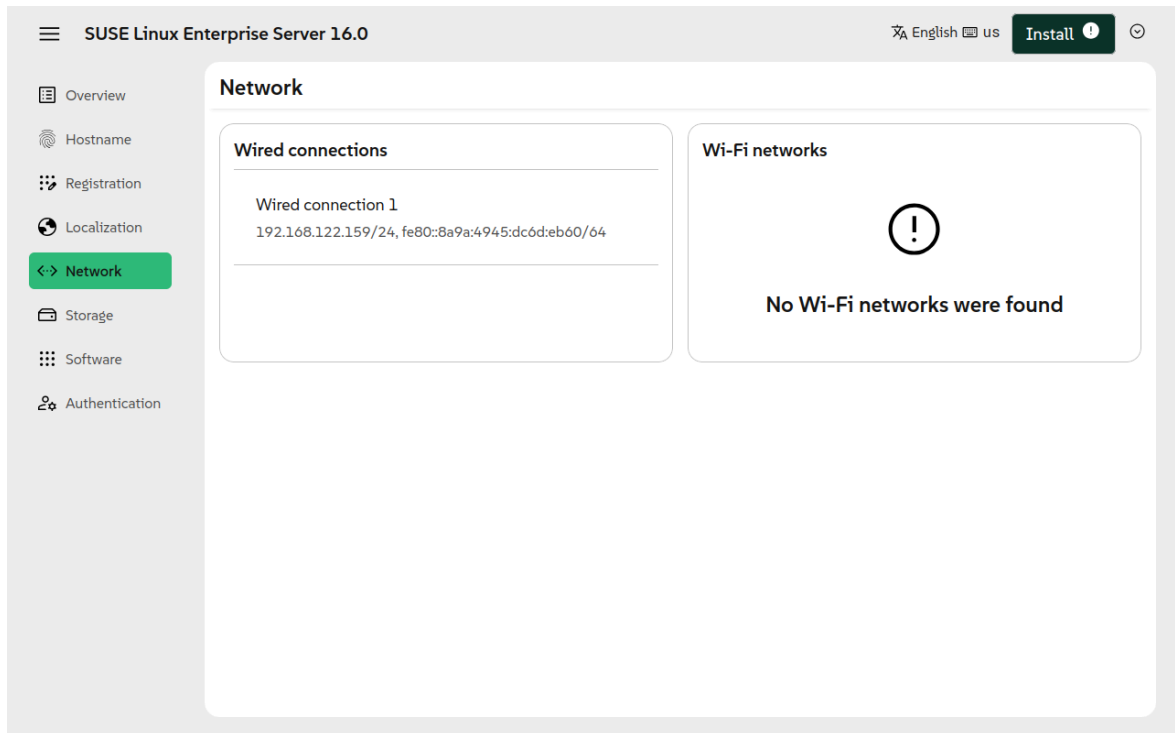 SUSE Linux Enterprise Server 16.0
English us
Install
Overview
Hostname
Registration
Localization
Network
Storage
Software
Authentication
Network
Wired connections
Wired connection 1
192.168.122.159/24, fe80::8a9a:4945:dc6d:eb60/64
Wi-Fi networks
No Wi-Fi networks were found